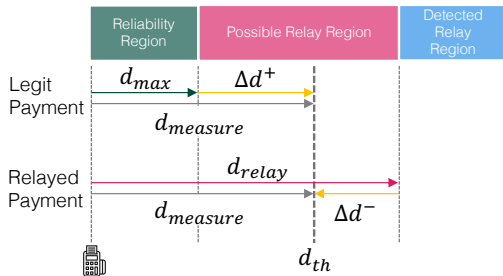 Reliability
Region
Possible Relay Region
Detected
Relay
Region
Legit
Payment
d_max
Δd⁺
d_measure
Relayed
Payment
d_relay
d_measure
Δd⁻
d_th